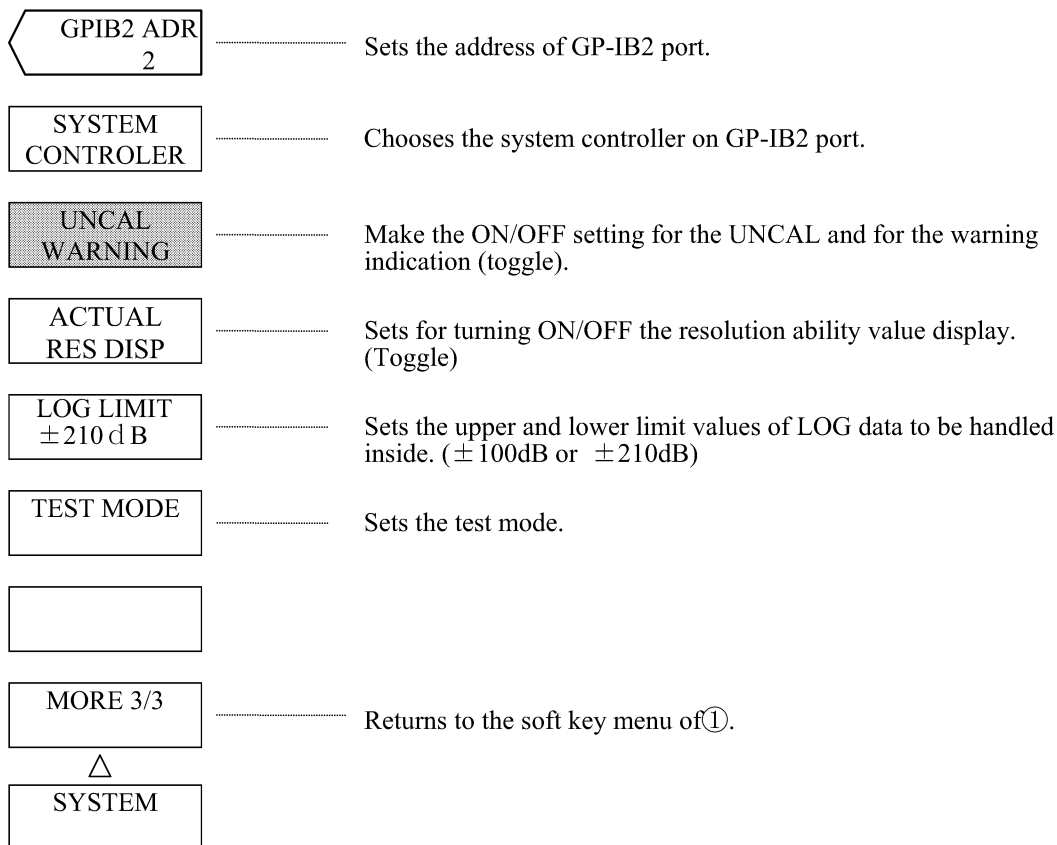 GPIB2 ADR
2
Sets the address of GP-IB2 port.
SYSTEM
CONTROLER
Chooses the system controller on GP-IB2 port.
UNCAL
WARNING
Make the ON/OFF setting for the UNCAL and for the warning
indication (toggle).
ACTUAL
RES DISP
Sets for turning ON/OFF the resolution ability value display.
(Toggle)
LOG LIMIT
±210ｄB
Sets the upper and lower limit values of LOG data to be handled
inside. (±100dB or ±210dB)
TEST MODE
Sets the test mode.
MORE 3/3
Returns to the soft key menu of①.
△
SYSTEM